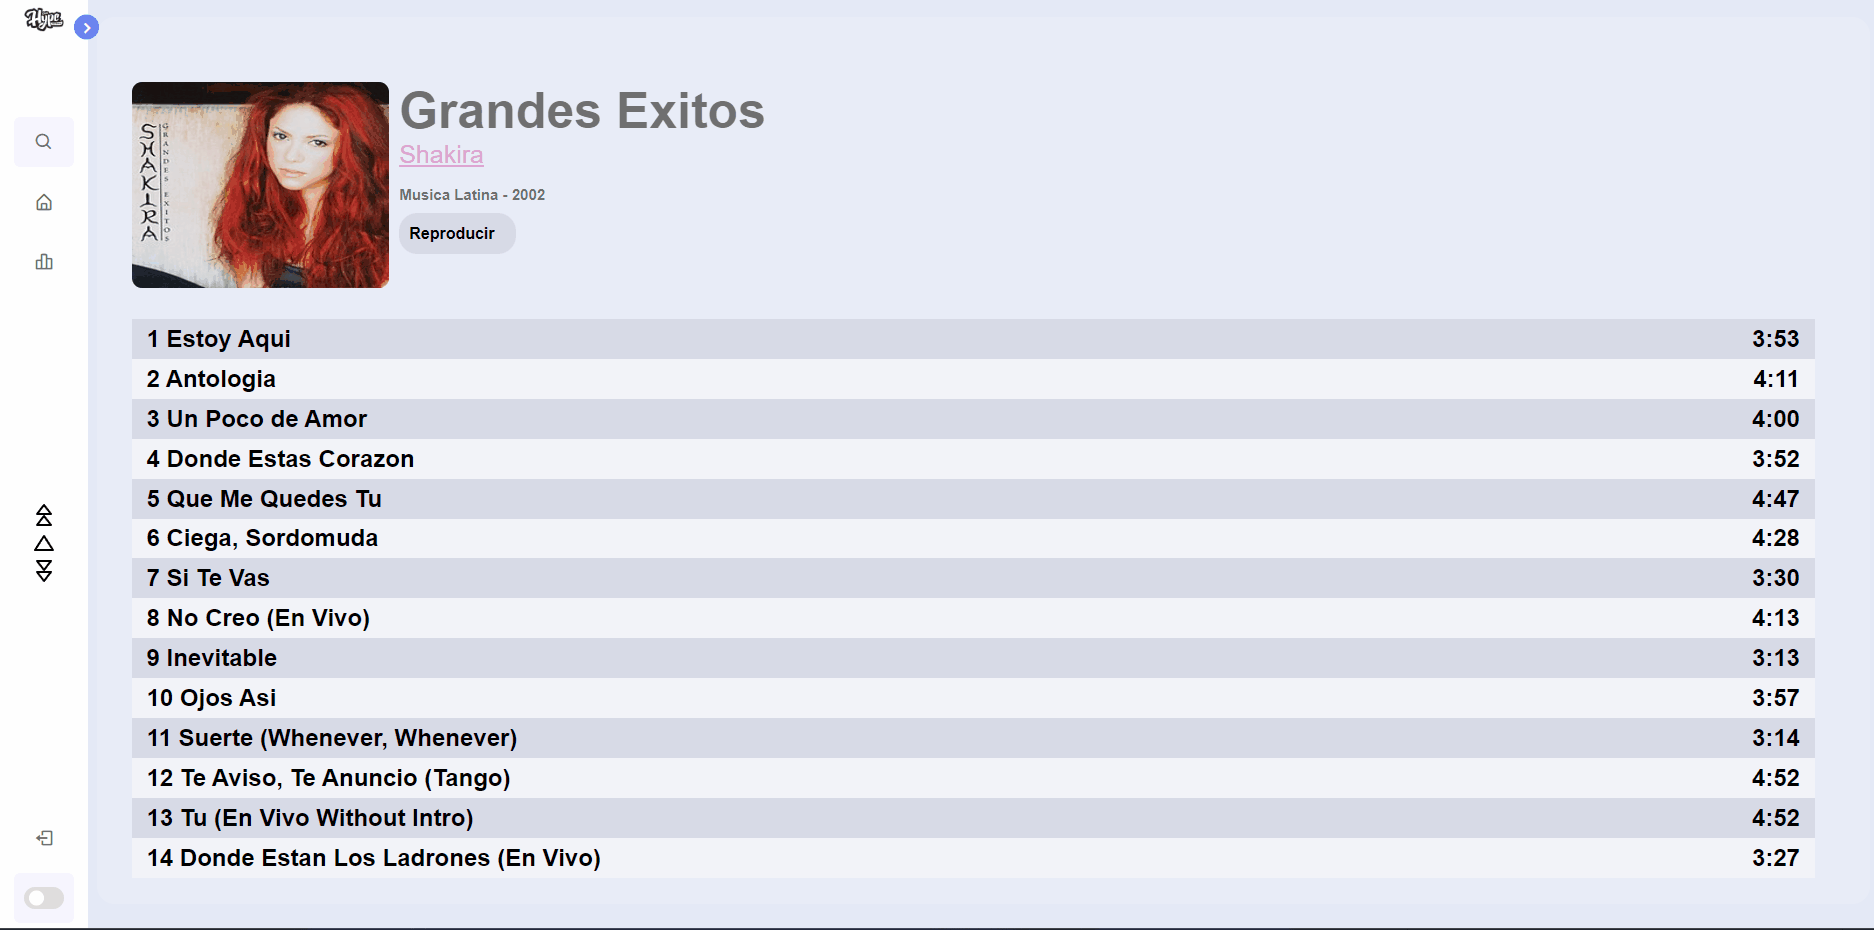 Hype
Grandes Exitos
Shakira
Musica Latina - 2002
Reproducir
SHAKIRA
GRANDES EXITOS
1 Estoy Aqui 3:53
2 Antologia 4:11
3 Un Poco de Amor 4:00
4 Donde Estas Corazon 3:52
5 Que Me Quedes Tu 4:47
6 Ciega, Sordomuda 4:28
7 Si Te Vas 3:30
8 No Creo (En Vivo) 4:13
9 Inevitable 3:13
10 Ojos Asi 3:57
11 Suerte (Whenever, Whenever) 3:14
12 Te Aviso, Te Anuncio (Tango) 4:52
13 Tu (En Vivo Without Intro) 4:52
14 Donde Estan Los Ladrones (En Vivo) 3:27